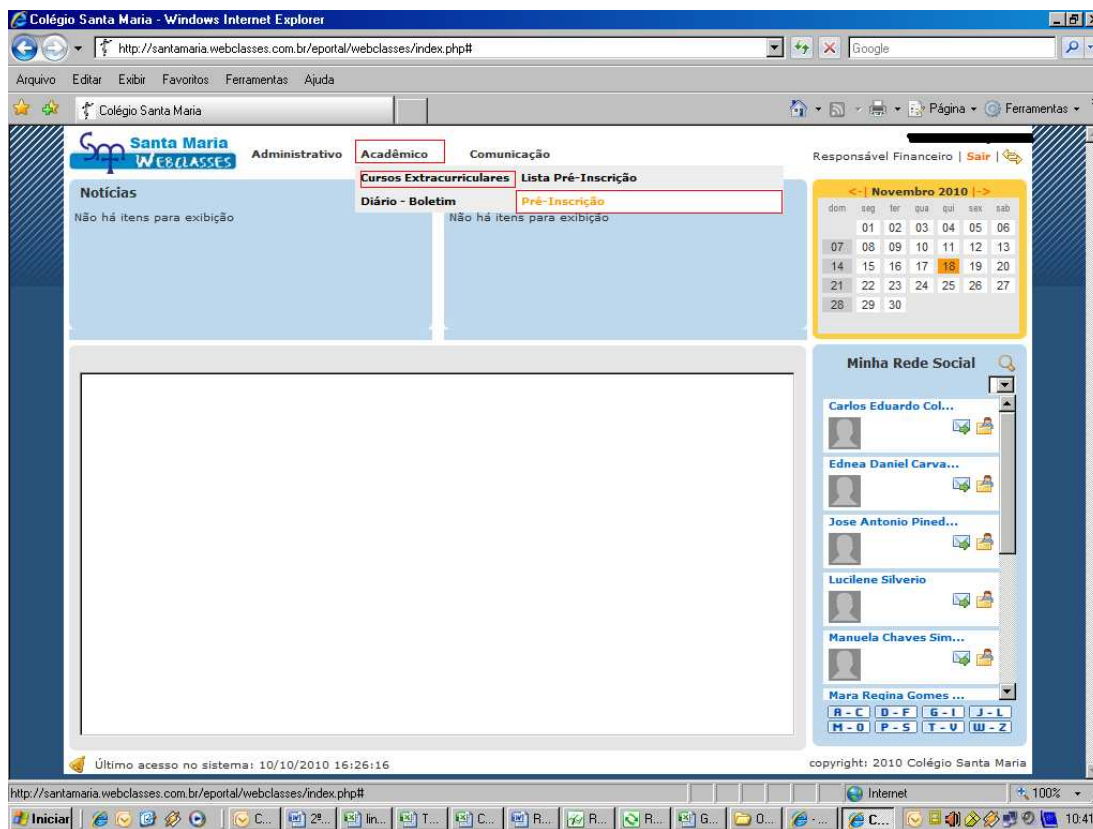 Colégio Santa Maria - Windows Internet Explorer
http://santamaria.webclasses.com.br/eportal/webclasses/index.php#
Google
Arquivo Editar Exibir Favoritos Ferramentas Ajuda
Colégio Santa Maria
Página
Ferramentas
Santa Maria
WEBCLASSES
Administrativo Acadêmico Comunicação
Responsável Financeiro | Sair |
Cursos Extracurriculares Lista Pré-Inscrição
Diário - Boletim Pré-Inscrição
Notícias
Não há itens para exibição
Não há itens para exibição
<-| Novembro 2010 |->
dom seg ter qua qui sex sab
01 02 03 04 05 06
07 08 09 10 11 12 13
14 15 16 17 18 19 20
21 22 23 24 25 26 27
28 29 30
Minha Rede Social
Carlos Eduardo Col...
Ednea Daniel Carva...
Jose Antonio Pined...
Lucilene Silverio
Manuela Chaves Sim...
Mara Regina Gomes ...
A - C D - F G - I J - L
M - O P - S T - V W - Z
Último acesso no sistema: 10/10/2010 16:26:16
copyright: 2010 Colégio Santa Maria
http://santamaria.webclasses.com.br/eportal/webclasses/index.php#
Internet
100%
Iniciar
C...
2ª...
lin...
T...
C...
R...
R...
R...
G...
O...
-...
C...
10:41